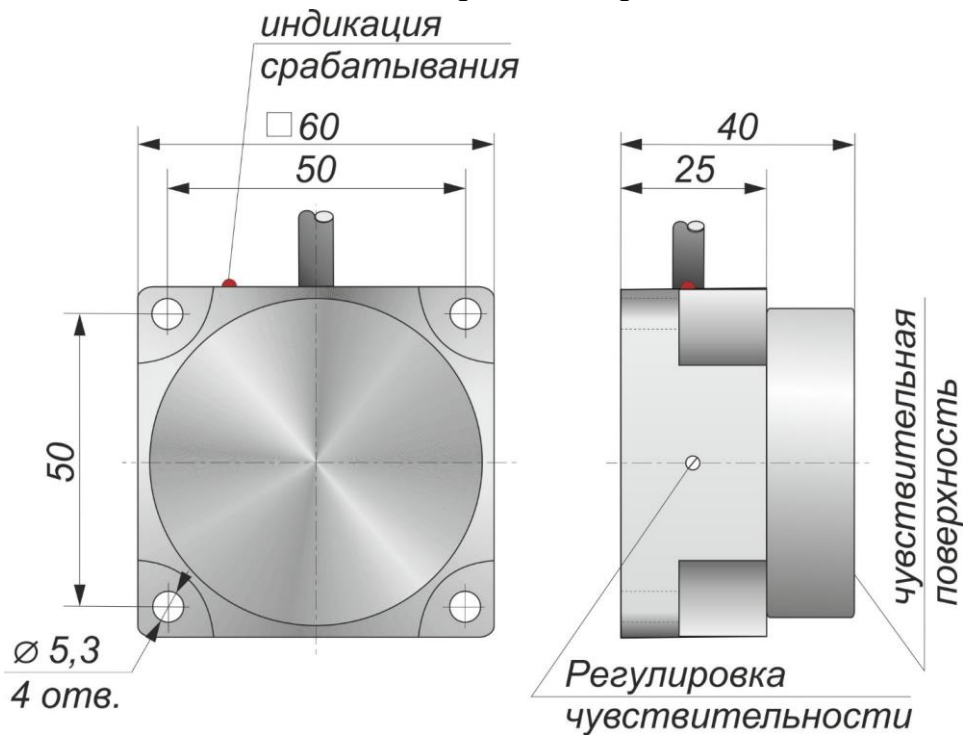 индикация
срабатывания
□ 60
50
40
25
50
⌀ 5,3
4 отв.
чувствительная
поверхность
Регулировка
чувствительности